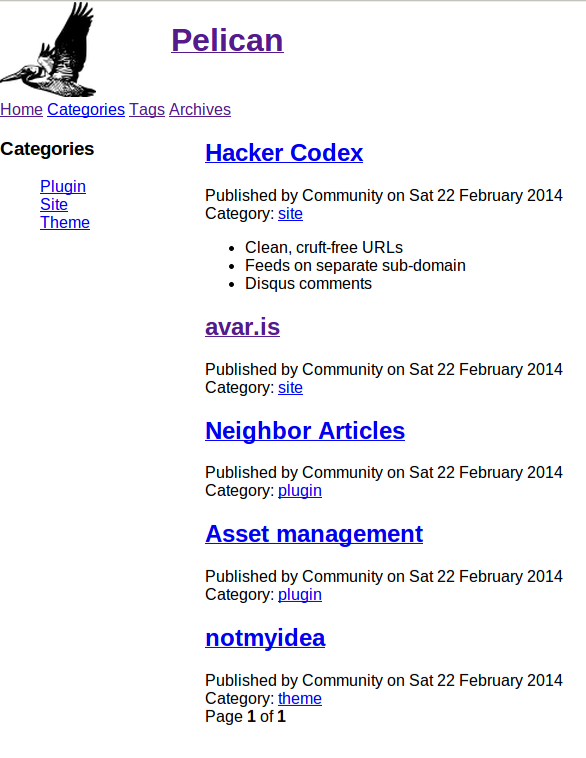 Pelican
Home Categories Tags Archives
Categories
Plugin
Site
Theme
Hacker Codex
Published by Community on Sat 22 February 2014
Category: site
• Clean, cruft-free URLs
• Feeds on separate sub-domain
• Disqus comments
avar.is
Published by Community on Sat 22 February 2014
Category: site
Neighbor Articles
Published by Community on Sat 22 February 2014
Category: plugin
Asset management
Published by Community on Sat 22 February 2014
Category: plugin
notmyidea
Published by Community on Sat 22 February 2014
Category: theme
Page 1 of 1